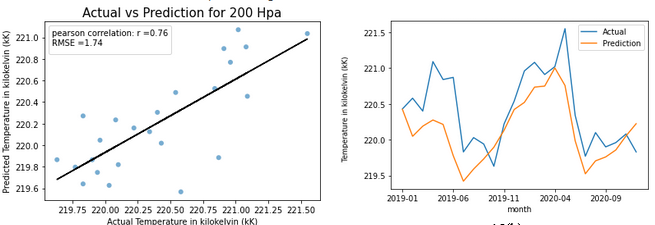 Actual vs Prediction for 200 Hpa
pearson correlation: r =0.76
RMSE =1.74
Predicted Temperature in kilokelvin (kK)
221.0
220.8
220.6
220.4
220.2
220.0
219.8
219.6
219.75 220.00 220.25 220.50 220.75 221.00 221.25 221.50
Actual Temperature in kilokelvin (kK)
Actual
Prediction
Temperature in kilokelvin (kK)
221.5
221.0
220.5
220.0
219.5
2019-01 2019-06 2019-11 2020-04 2020-09
month